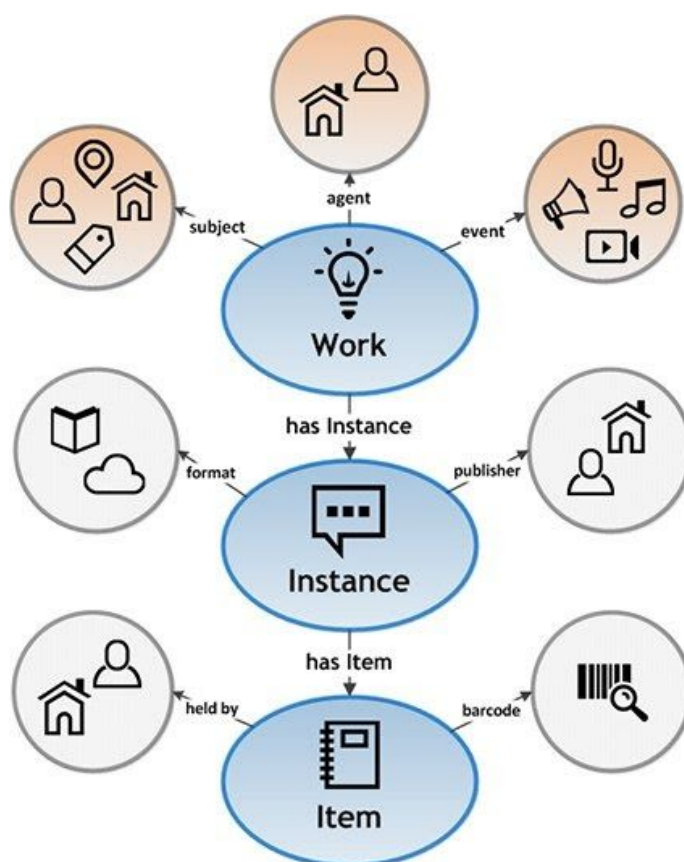 agent
subject
event
Work
has Instance
format
publisher
Instance
has Item
held by
barcode
Item